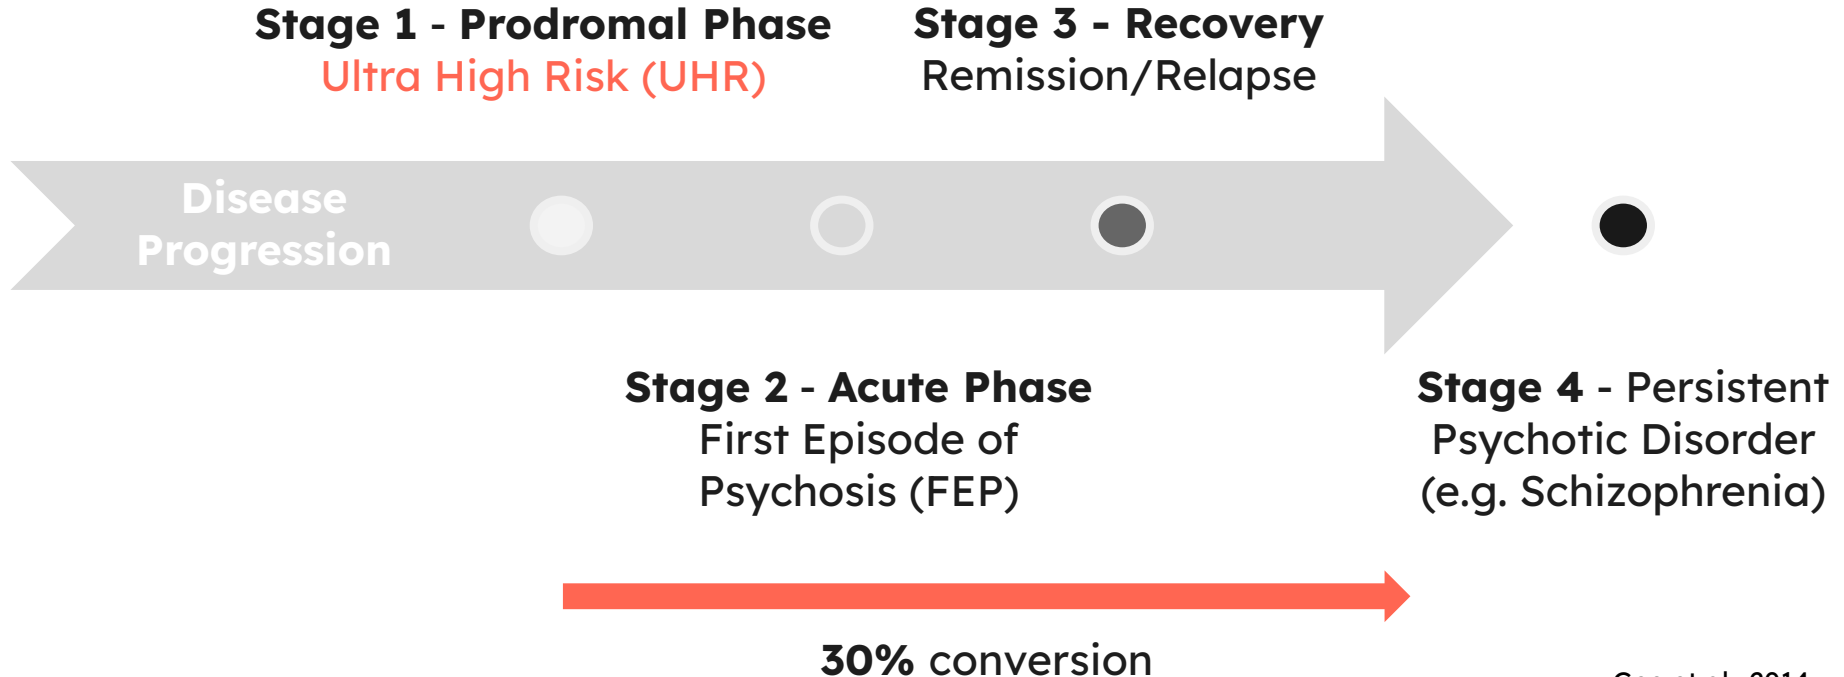 Stage 1 - Prodromal Phase
Ultra High Risk (UHR)
Stage 3 - Recovery
Remission/Relapse
Disease
Progression
Stage 2 - Acute Phase
First Episode of
Psychosis (FEP)
Stage 4 - Persistent
Psychotic Disorder
(e.g. Schizophrenia)
30% conversion